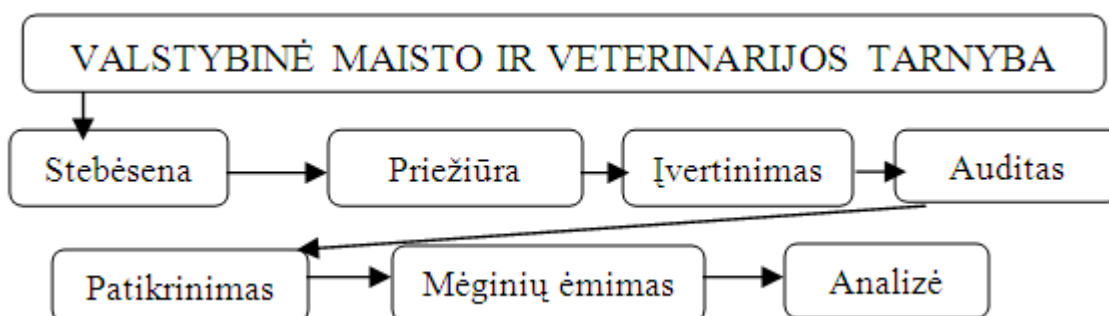 VALSTYBINĖ MAISTO IR VETERINARIJOS TARNYBA
Stebėsena
Priežiūra
Įvertinimas
Auditas
Patikrinimas
Mėginių ėmimas
Analizė